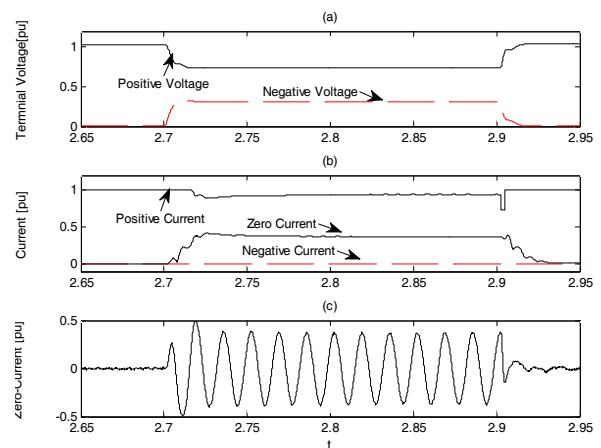 (a)
Termnial Voltage[pu]
1
0.5
0
Positive Voltage
Negative Voltage
2.65 2.7 2.75 2.8 2.85 2.9 2.95
(b)
Current [pu]
1
0.5
0
Positive Current
Zero Current
Negative Current
2.65 2.7 2.75 2.8 2.85 2.9 2.95
(c)
Zero-Current [pu]
0.5
0
-0.5
2.65 2.7 2.75 2.8 2.85 2.9 2.95
t